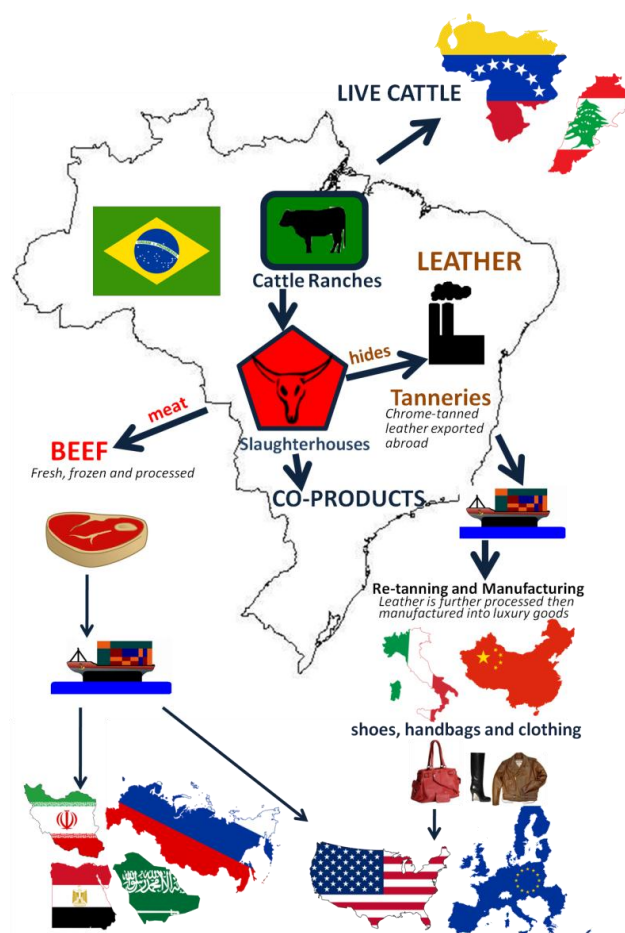 LIVE CATTLE
Cattle Ranches
LEATHER
hides
Tanneries
Chrome-tanned
leather exported
abroad
meat
BEEF
Fresh, frozen and processed
Slaughterhouses
CO-PRODUCTS
Re-tanning and Manufacturing
Leather is further processed then
manufactured into luxury goods
shoes, handbags and clothing